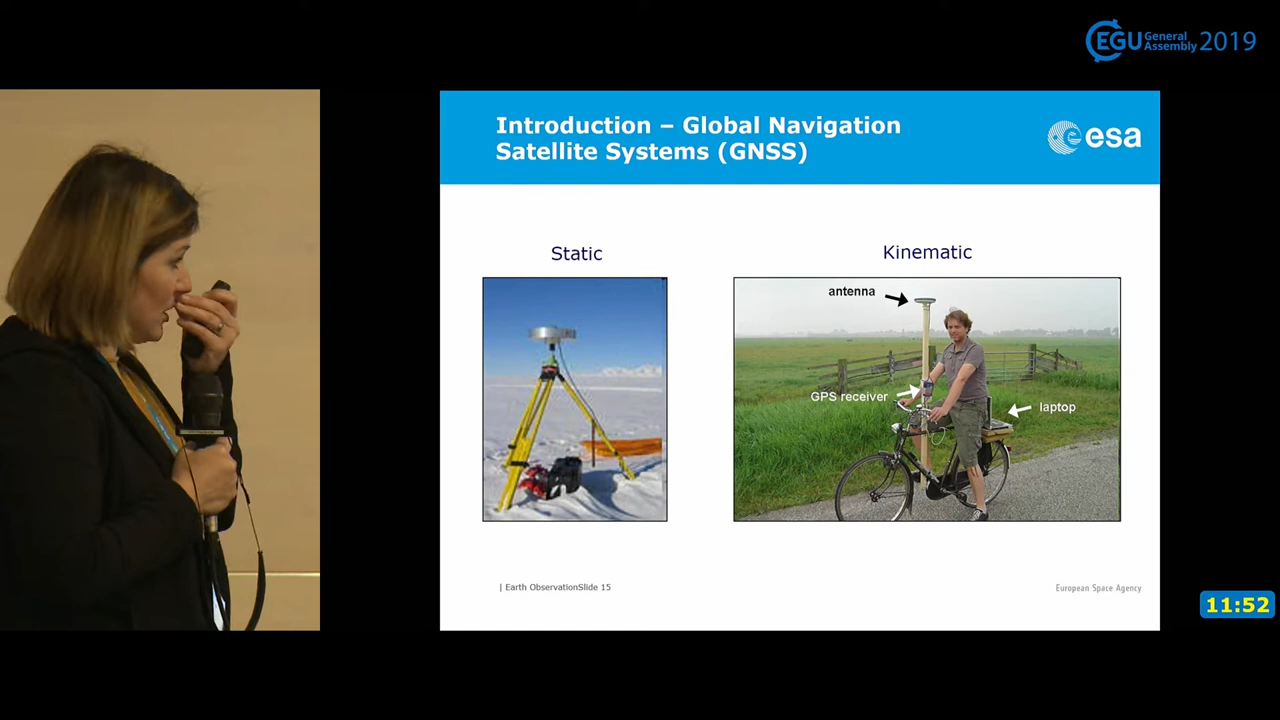 EGU General
Assembly 2019
Introduction – Global Navigation
Satellite Systems (GNSS)
esa
Static
Kinematic
antenna
GPS receiver
laptop
| Earth ObservationSlide 15
European Space Agency
11:52